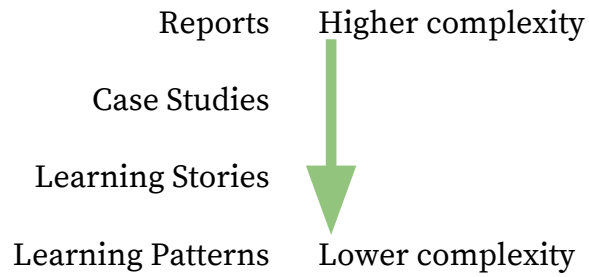 Reports Higher complexity
Case Studies
Learning Stories
Learning Patterns Lower complexity